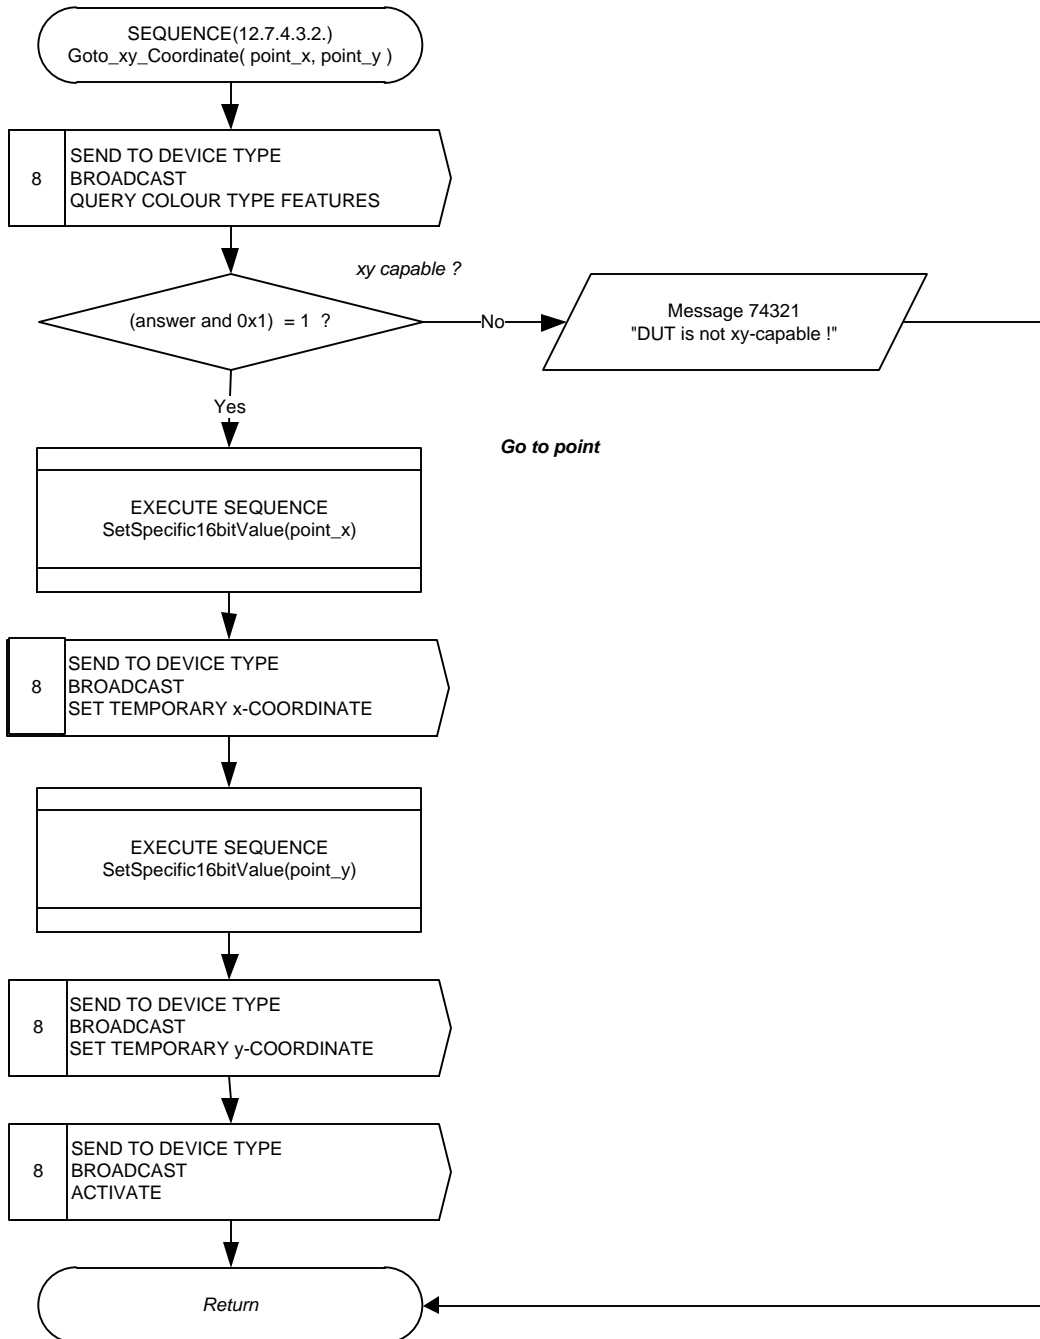 SEQUENCE(12.7.4.3.2.)
Goto_xy_Coordinate( point_x, point_y )
8
SEND TO DEVICE TYPE
BROADCAST
QUERY COLOUR TYPE FEATURES
xy capable ?
(answer and 0x1) = 1 ?
No
Message 74321
"DUT is not xy-capable !"
Yes
Go to point
EXECUTE SEQUENCE
SetSpecific16bitValue(point_x)
8
SEND TO DEVICE TYPE
BROADCAST
SET TEMPORARY x-COORDINATE
EXECUTE SEQUENCE
SetSpecific16bitValue(point_y)
8
SEND TO DEVICE TYPE
BROADCAST
SET TEMPORARY y-COORDINATE
8
SEND TO DEVICE TYPE
BROADCAST
ACTIVATE
Return